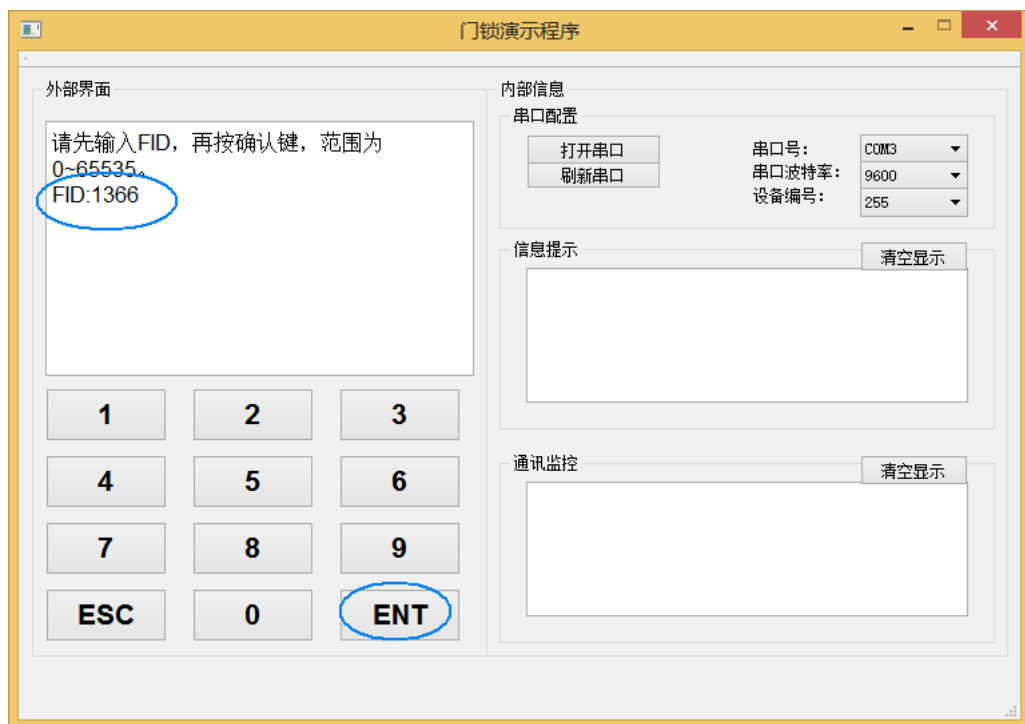 门锁演示程序
外部界面
请先输入FID，再按确认键，范围为
0~65535。
FID:1366
1 2 3
4 5 6
7 8 9
ESC 0 ENT
内部信息
串口配置
打开串口
刷新串口
串口号： COM3
串口波特率： 9600
设备编号： 255
信息提示
清空显示
通讯监控
清空显示